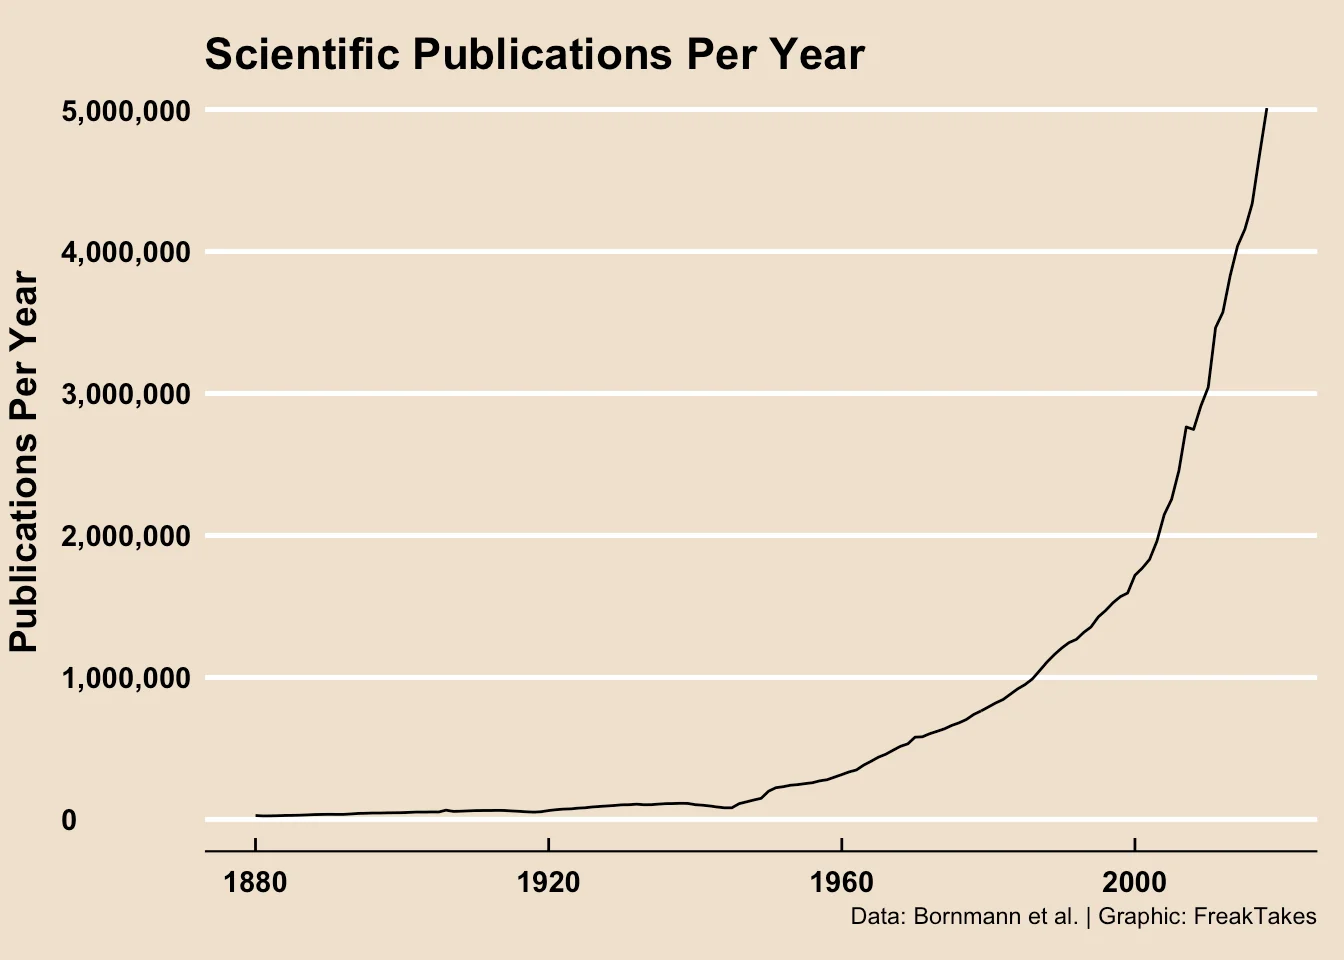 Scientific Publications Per Year
5,000,000
4,000,000
3,000,000
2,000,000
1,000,000
0
Publications Per Year
1880 1920 1960 2000
Data: Bornmann et al. | Graphic: FreakTakes